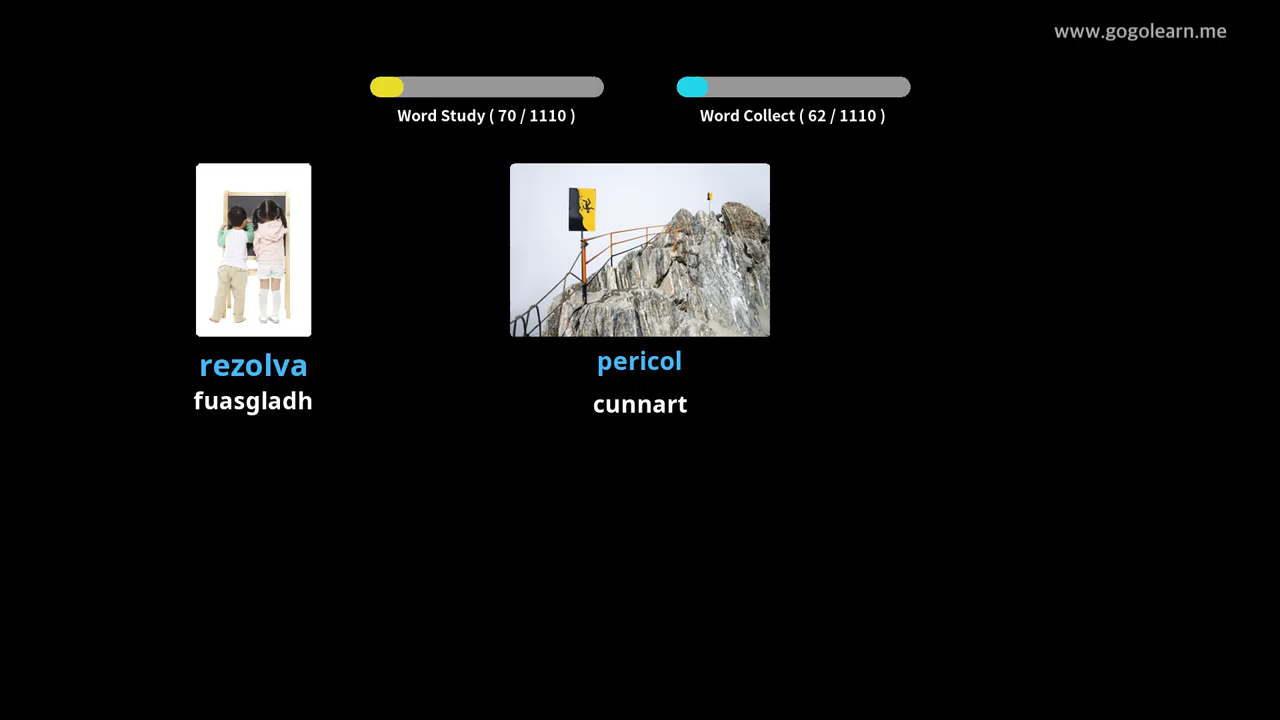 www.gogolearn.me
Word Study ( 70 / 1110 )
Word Collect ( 62 / 1110 )
rezolva
fuasgladh
pericol
cunnart